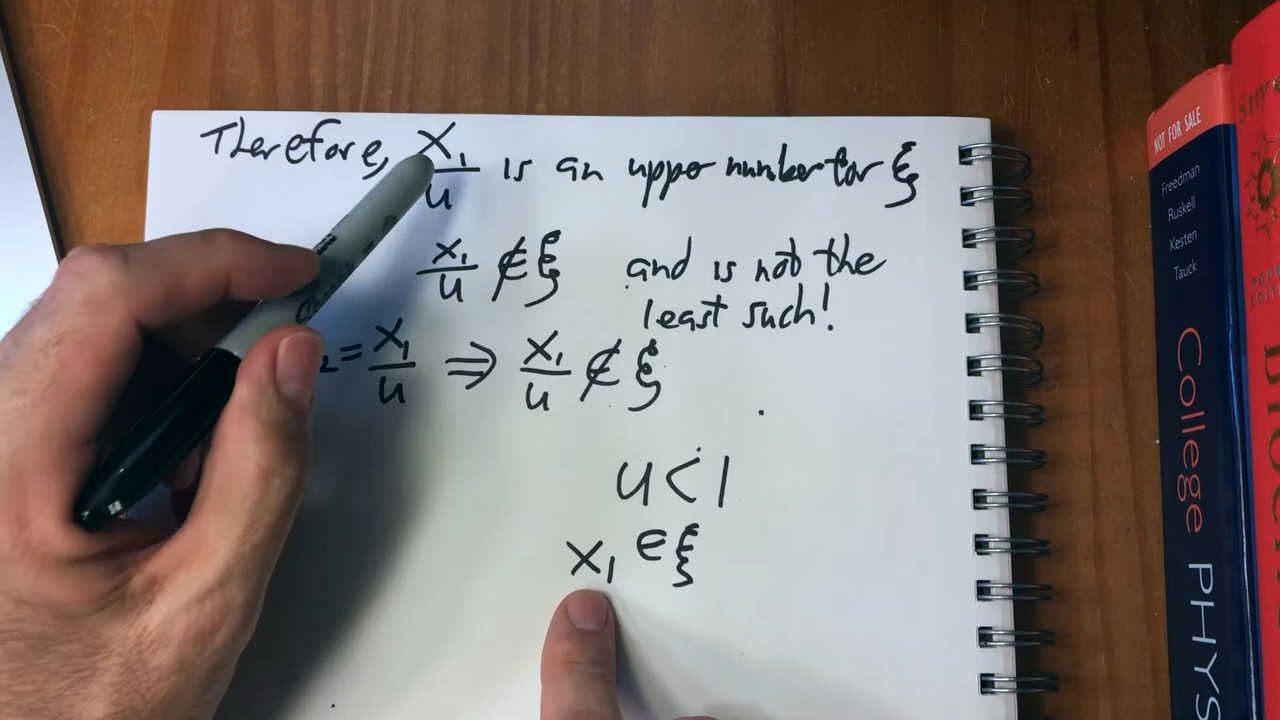 Therefore, X₁/u is an upper number for ξ
X₁/u ∉ ξ and is not the
least such!
₂ = X₁/u ⇒ X₁/u ∉ ξ
u < 1
X₁ ∈ ξ
NOT FOR SALE
Freedman
Ruskell
Kesten
Tauck
College PHYS